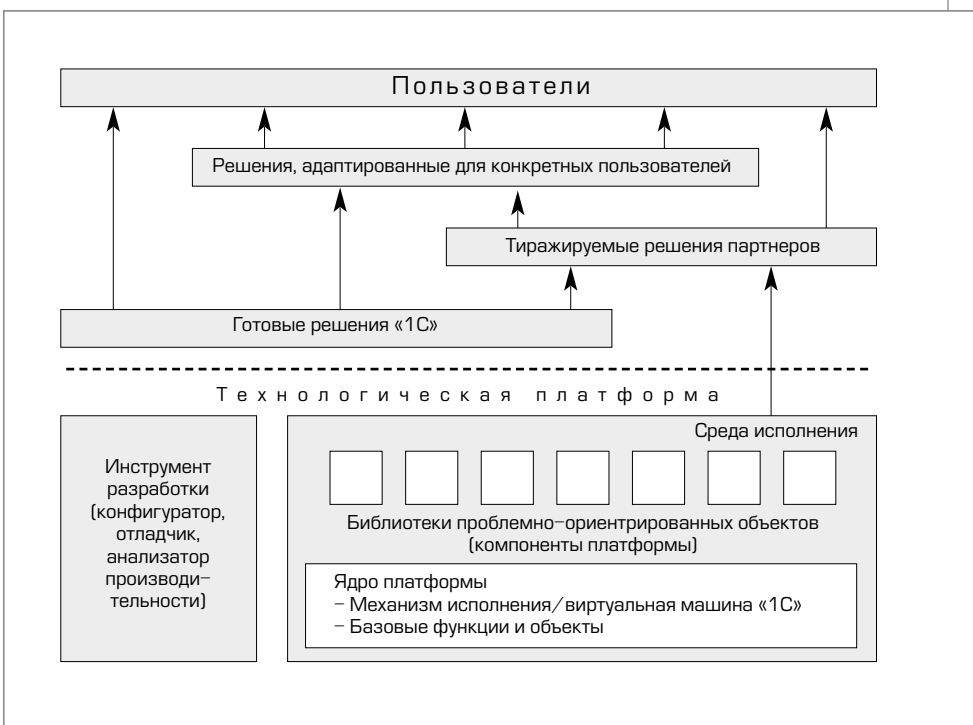 Пользователи
Решения, адаптированные для конкретных пользователей
Тиражируемые решения партнеров
Готовые решения «1С»
Технологическая платформа
Инструмент
разработки
(конфигуратор,
отладчик,
анализатор
производи-
тельности)
Среда исполнения
Библиотеки проблемно-ориентрированных объектов
(компоненты платформы)
Ядро платформы
- Механизм исполнения/виртуальная машина «1С»
- Базовые функции и объекты